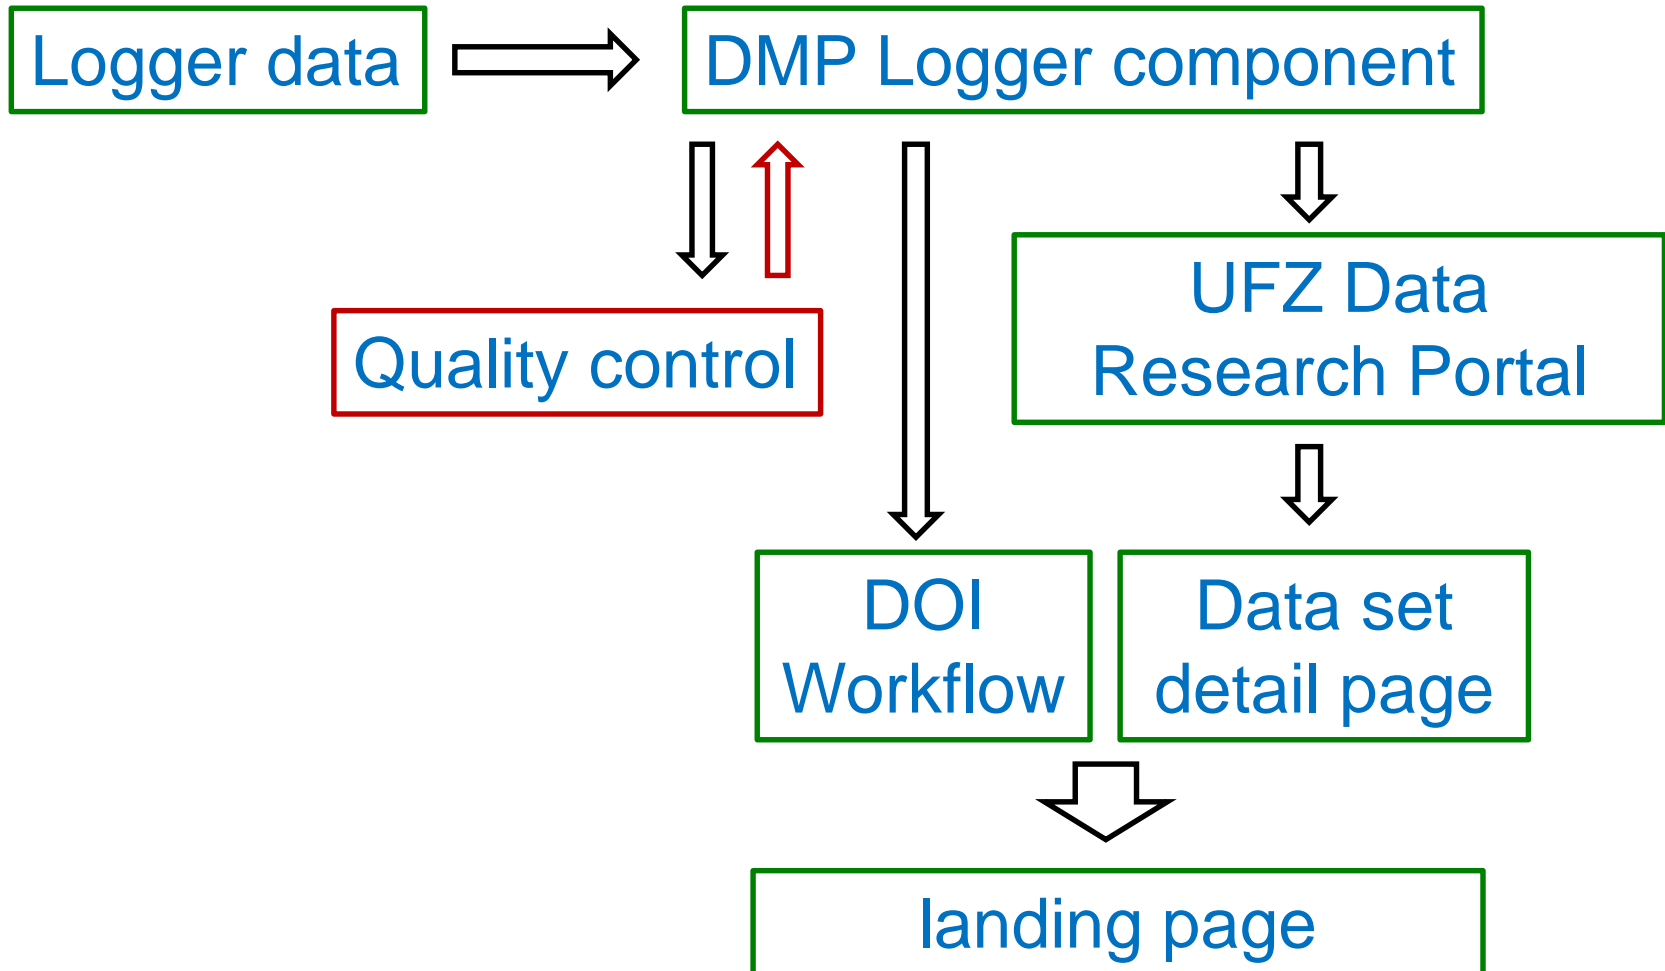 Logger data
DMP Logger component
Quality control
UFZ Data
Research Portal
DOI
Workflow
Data set
detail page
landing page